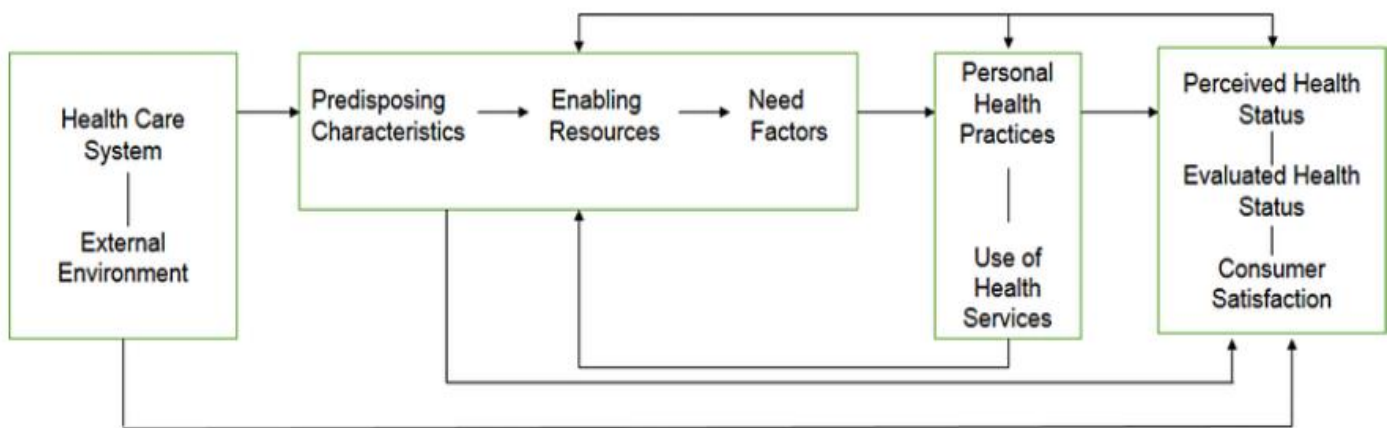 Health Care
System
External
Environment
Predisposing
Characteristics
Enabling
Resources
Need
Factors
Personal
Health
Practices
Use of
Health
Services
Perceived Health
Status
Evaluated Health
Status
Consumer
Satisfaction